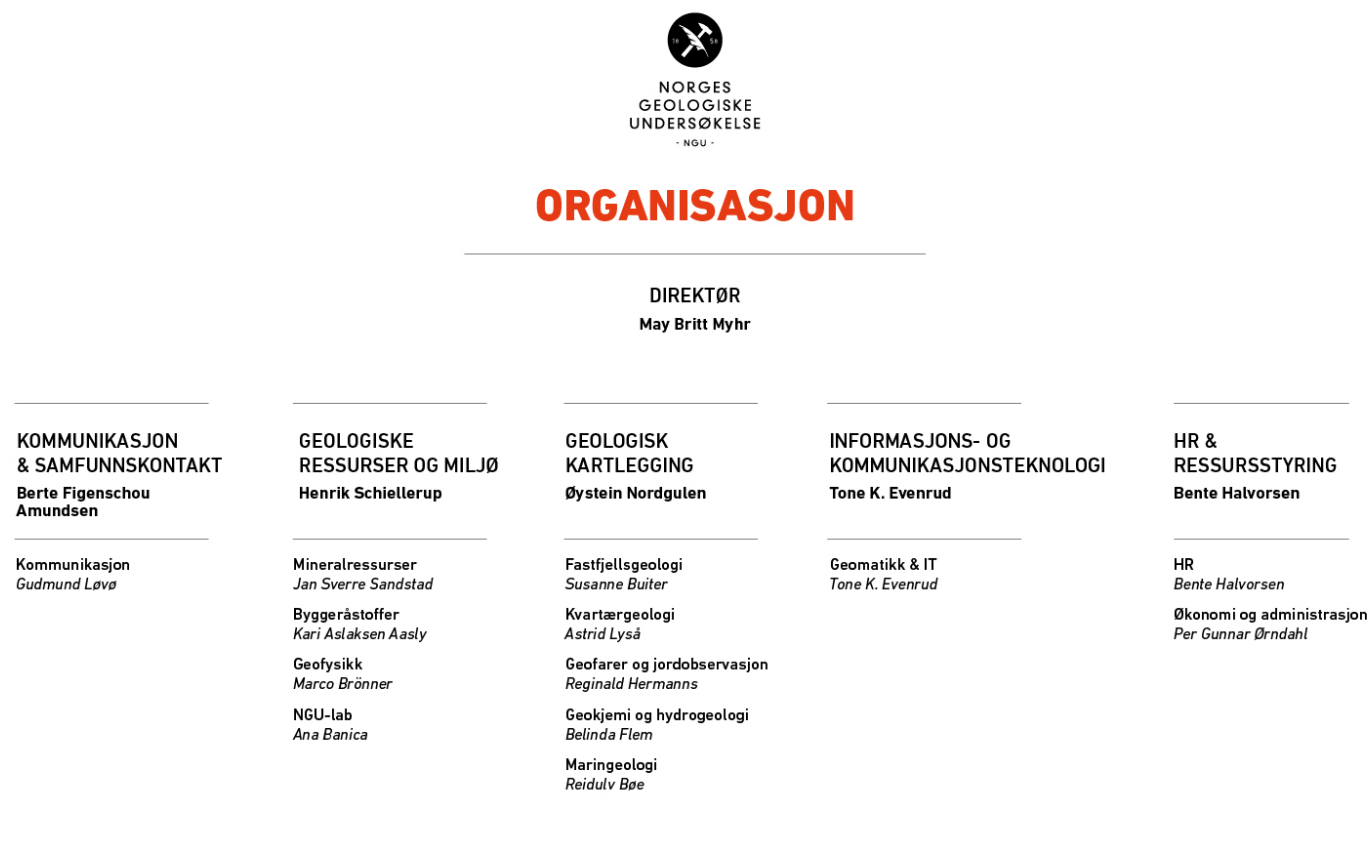 18 58
NORGES
GEOLOGISKE
UNDERSØKELSE
- NGU -
ORGANISASJON
DIREKTØR
May Britt Myhr
KOMMUNIKASJON
& SAMFUNNSKONTAKT
Berte Figenschou
Amundsen
Kommunikasjon
Gudmund Løvø
GEOLOGISKE
RESSURSER OG MILJØ
Henrik Schiellerup
Mineralressurser
Jan Sverre Sandstad
Byggeråstoffer
Kari Aslaksen Aasly
Geofysikk
Marco Brönner
NGU-lab
Ana Banica
GEOLOGISK
KARTLEGGING
Øystein Nordgulen
Fastfjellsgeologi
Susanne Buiter
Kvartærgeologi
Astrid Lyså
Geofarer og jordobservasjon
Reginald Hermanns
Geokjemi og hydrogeologi
Belinda Flem
Maringeologi
Reidulv Bøe
INFORMASJONS- OG
KOMMUNIKASJONSTEKNOLOGI
Tone K. Evenrud
Geomatikk & IT
Tone K. Evenrud
HR &
RESSURSSTYRING
Bente Halvorsen
HR
Bente Halvorsen
Økonomi og administrasjon
Per Gunnar Ørndahl